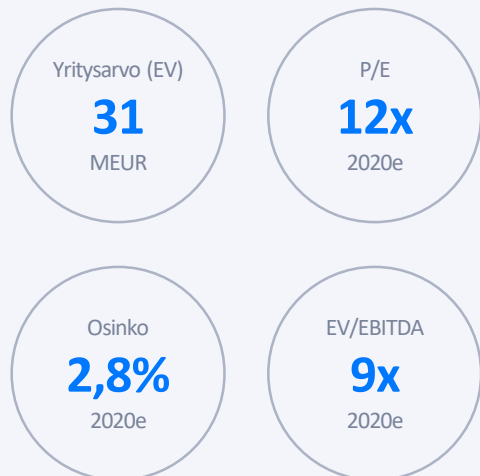 Yritysarvo (EV)
31
MEUR
P/E
12x
2020e
Osinko
2,8%
2020e
EV/EBITDA
9x
2020e